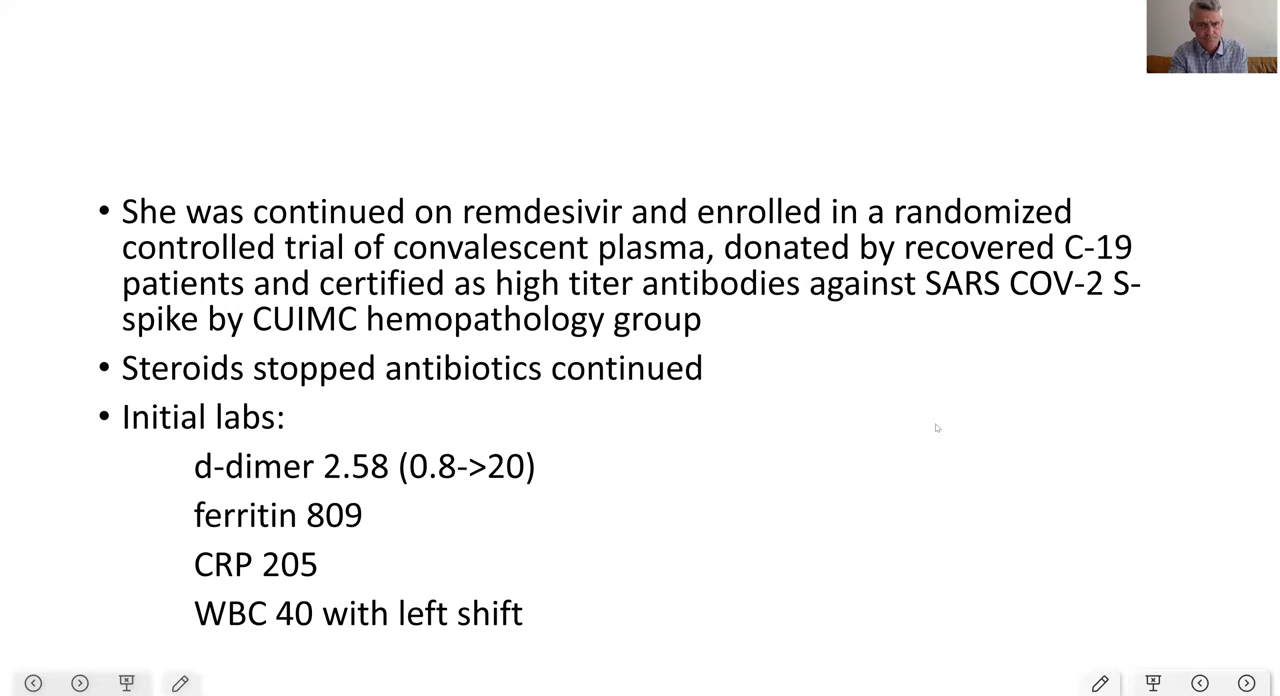 • She was continued on remdesivir and enrolled in a randomized
controlled trial of convalescent plasma, donated by recovered C-19
patients and certified as high titer antibodies against SARS COV-2 S-
spike by CUIMC hemopathology group
• Steroids stopped antibiotics continued
• Initial labs:
d-dimer 2.58 (0.8->20)
ferritin 809
CRP 205
WBC 40 with left shift